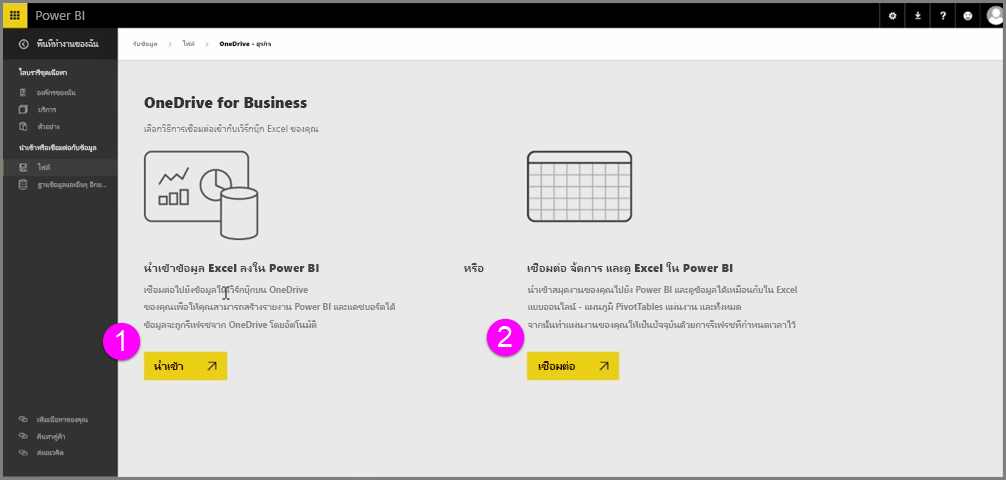 Power BI
?
พื้นที่ทำงานของฉัน
รับข้อมูล > ไฟล์ > OneDrive - ธุรกิจ
ไลบรารีชุดเนื้อหา
องค์กรของฉัน
บริการ
ตัวอย่าง
นำเข้าหรือเชื่อมต่อกับข้อมูล
ไฟล์
ฐานข้อมูลและอื่นๆ อีกม...
เพิ่มเนื้อหาของคุณ
ค้นหาคู่ค้า
ส่งแนวคิด
OneDrive for Business
เลือกวิธีการเชื่อมต่อเข้ากับเวิร์กบุ๊ก Excel ของคุณ
นำเข้าข้อมูล Excel ลงใน Power BI
เชื่อมต่อไปยังข้อมูลในเวิร์กบุ๊กบน OneDrive
ของคุณเพื่อให้คุณสามารถสร้างรายงาน Power BI และแดชบอร์ดได้
ข้อมูลจะถูกรีเฟรชจาก OneDrive โดยอัตโนมัติ
1
นำเข้า
หรือ
เชื่อมต่อ จัดการ และดู Excel ใน Power BI
นำเข้าสมุดงานของคุณไปยัง Power BI และดูข้อมูลได้เหมือนกับใน Excel
แบบออนไลน์ - แผนภูมิ PivotTables แผ่นงาน และทั้งหมด
จากนั้นทำแผ่นงานของคุณให้เป็นปัจจุบันด้วยการรีเฟรชที่กำหนดเวลาไว้
2
เชื่อมต่อ